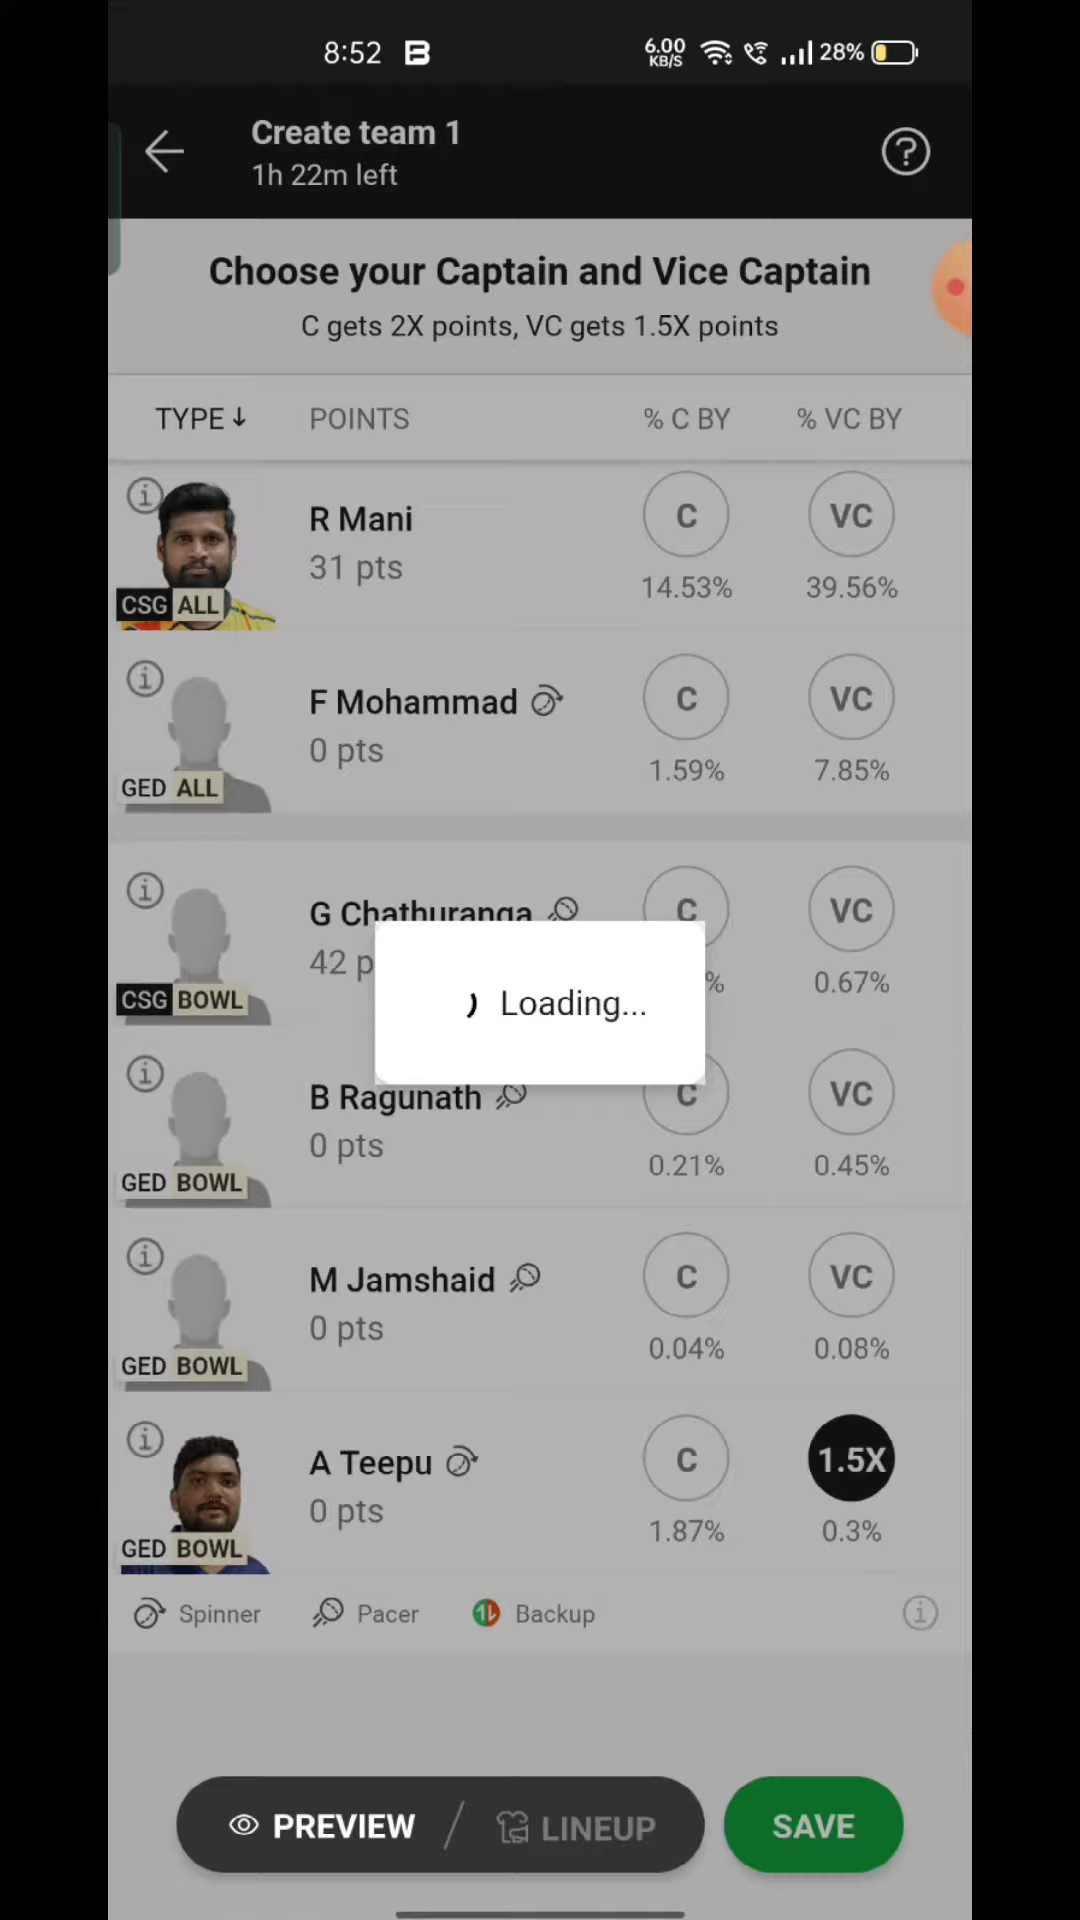 8:52
6.00 KB/S
28%
Create team 1
1h 22m left
Choose your Captain and Vice Captain
C gets 2X points, VC gets 1.5X points
TYPE↓ POINTS % C BY % VC BY
R Mani C VC
31 pts
14.53% 39.56%
CSG ALL
F Mohammad C VC
0 pts
1.59% 7.85%
GED ALL
G Chathuranga C VC
42 p
% 0.67%
CSG BOWL
Loading...
B Ragunath C VC
0 pts
0.21% 0.45%
GED BOWL
M Jamshaid C VC
0 pts
0.04% 0.08%
GED BOWL
A Teepu C 1.5X
0 pts
1.87% 0.3%
GED BOWL
Spinner Pacer Backup
PREVIEW / LINEUP SAVE